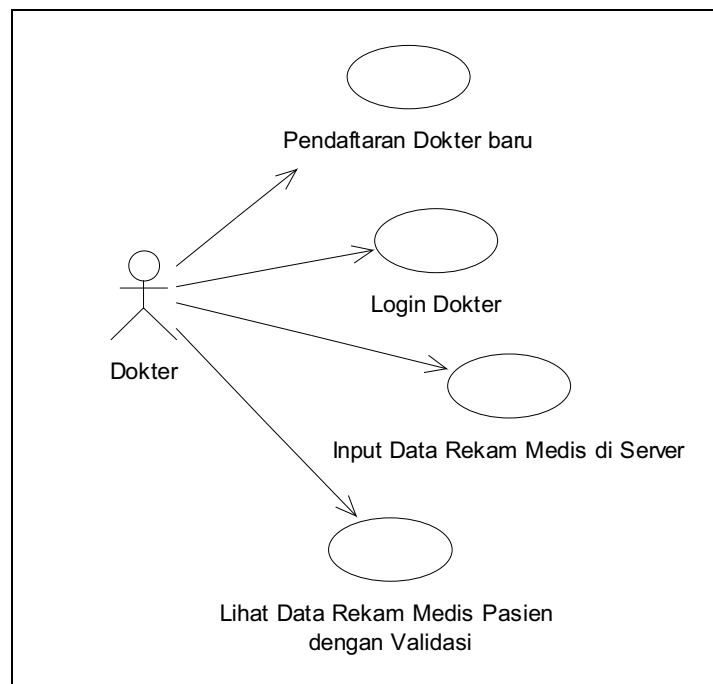 Pendaftaran Dokter baru
Login Dokter
Dokter
Input Data Rekam Medis di Server
Lihat Data Rekam Medis Pasien
dengan Validasi